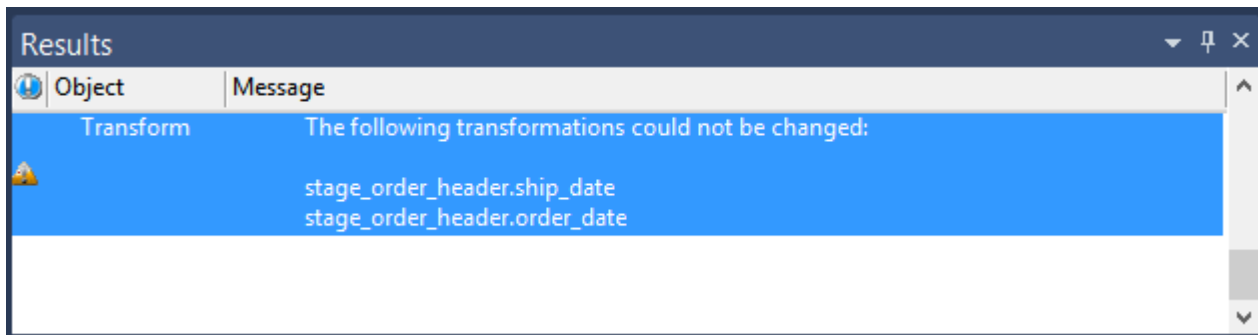 Results
Object Message
Transform The following transformations could not be changed:
stage_order_header.ship_date
stage_order_header.order_date